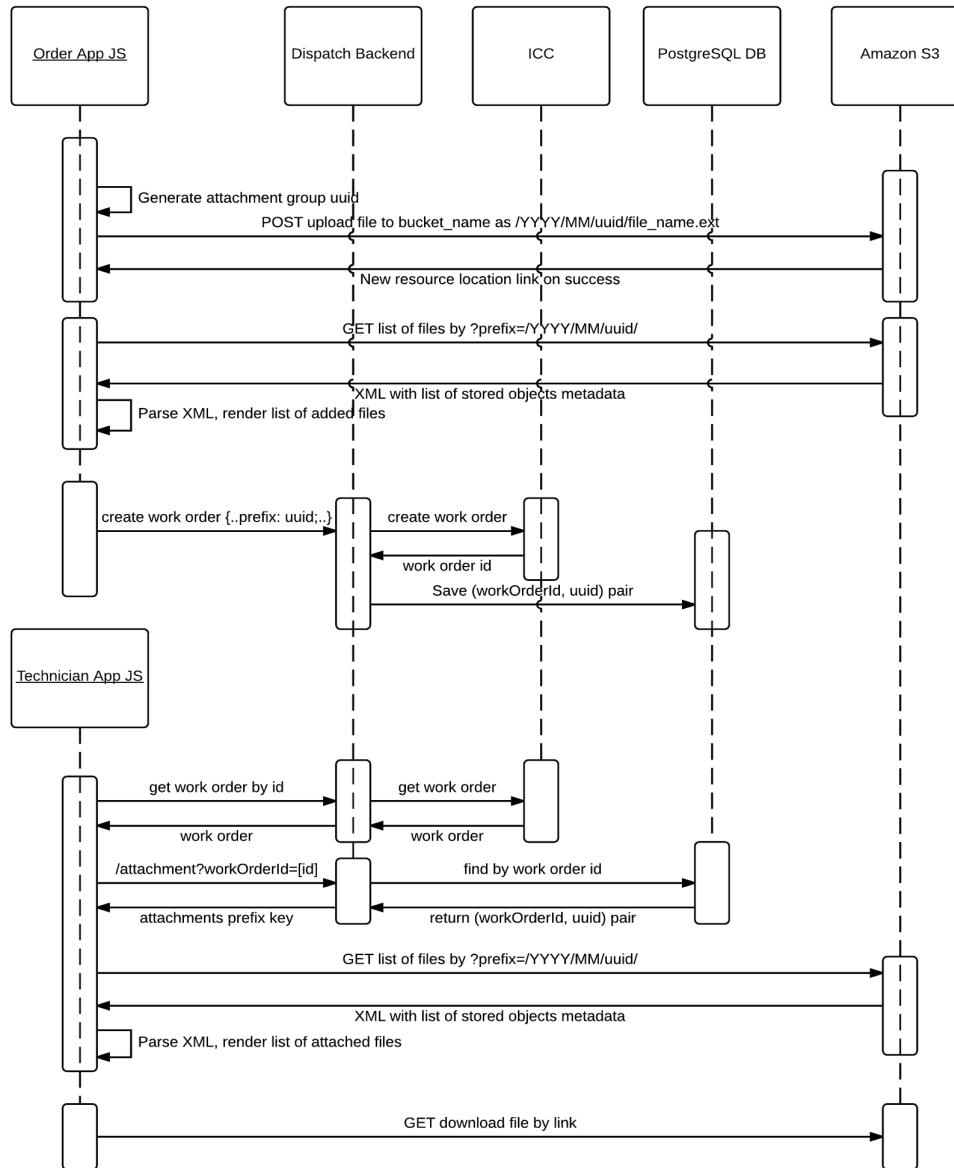 Order App JS
Dispatch Backend
ICC
PostgreSQL DB
Amazon S3
Generate attachment group uuid
POST upload file to bucket_name as /YYYY/MM/uuid/file_name.ext
New resource location link on success
GET list of files by ?prefix=/YYYY/MM/uuid/
XML with list of stored objects metadata
Parse XML, render list of added files
create work order {..prefix: uuid;..}
create work order
work order id
Save (workOrderId, uuid) pair
Technician App JS
get work order by id
get work order
work order
work order
/attachment?workOrderId=[id]
find by work order id
attachments prefix key
return (workOrderId, uuid) pair
GET list of files by ?prefix=/YYYY/MM/uuid/
XML with list of stored objects metadata
Parse XML, render list of attached files
GET download file by link